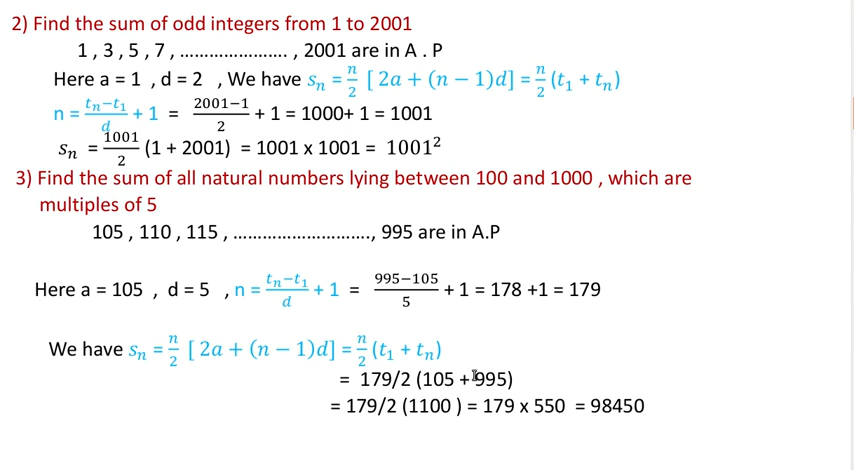 2) Find the sum of odd integers from 1 to 2001
1 , 3 , 5 , 7 , ........................ , 2001 are in A . P
Here a = 1 , d = 2 , We have sₙ = n/2 [ 2a + (n − 1)d] = n/2 (t₁ + tₙ)
n = (tₙ−t₁)/d + 1 = (2001−1)/2 + 1 = 1000+ 1 = 1001
sₙ = 1001/2 (1 + 2001) = 1001 x 1001 = 1001²
3) Find the sum of all natural numbers lying between 100 and 1000 , which are
multiples of 5
105 , 110 , 115 , ............................., 995 are in A.P
Here a = 105 , d = 5 , n = (tₙ−t₁)/d + 1 = (995−105)/5 + 1 = 178 +1 = 179
We have sₙ = n/2 [ 2a + (n − 1)d] = n/2 (t₁ + tₙ)
= 179/2 (105 + 995)
= 179/2 (1100 ) = 179 x 550 = 98450